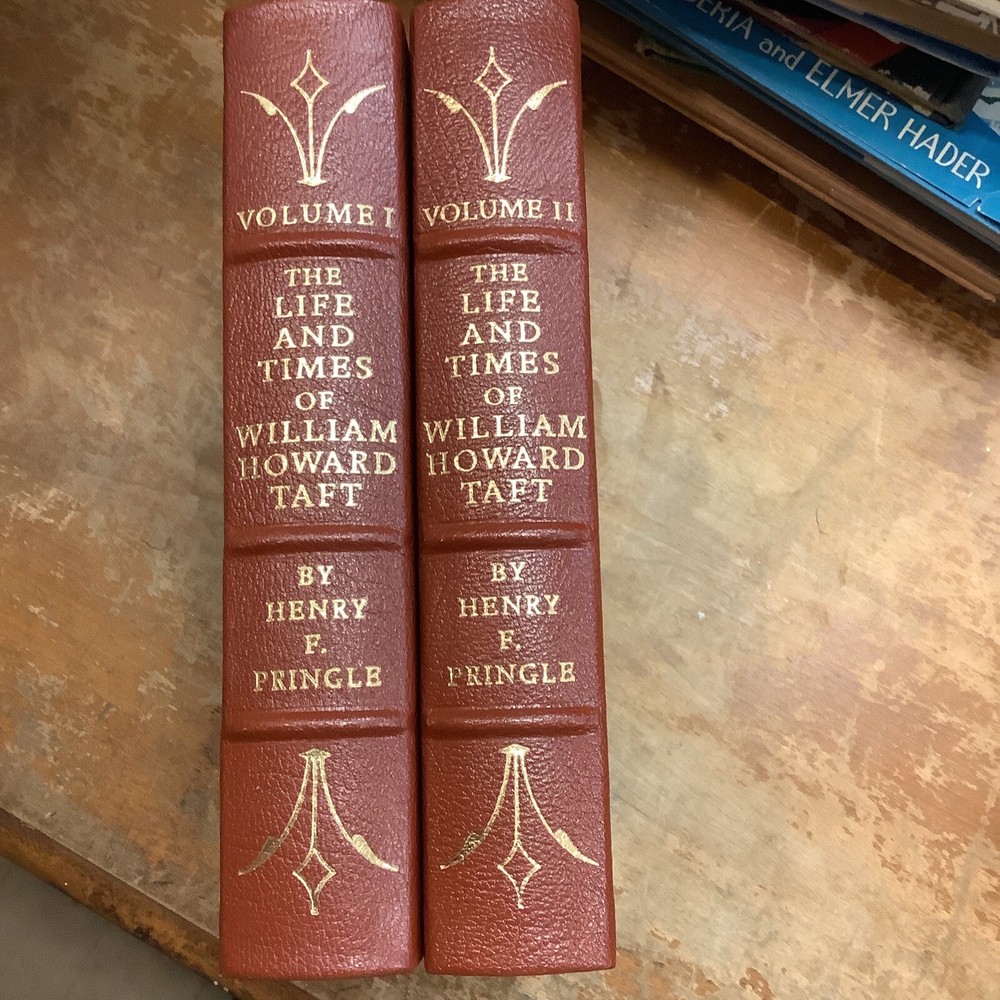 VOLUME I
THE
LIFE
AND
TIMES
OF
WILLIAM
HOWARD
TAFT
BY
HENRY
F.
PRINGLE
VOLUME II
THE
LIFE
AND
TIMES
OF
WILLIAM
HOWARD
TAFT
BY
HENRY
F.
PRINGLE
and ELMER HADER